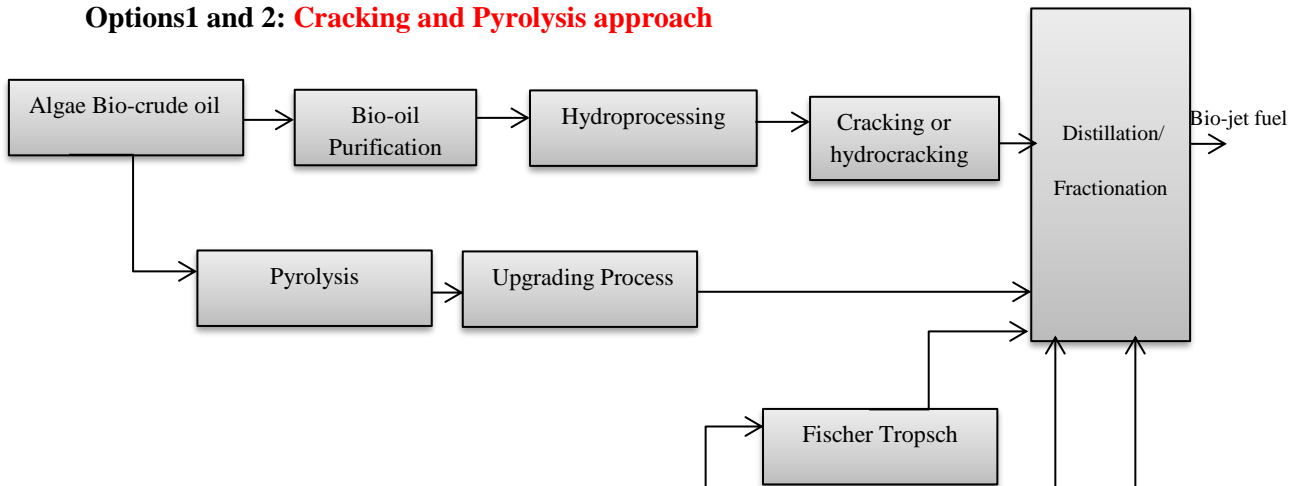 Options1 and 2: Cracking and Pyrolysis approach
Algae Bio-crude oil
Bio-oil
Purification
Hydroprocessing
Cracking or
hydrocracking
Distillation/
Fractionation
Bio-jet fuel
Pyrolysis
Upgrading Process
Fischer Tropsch